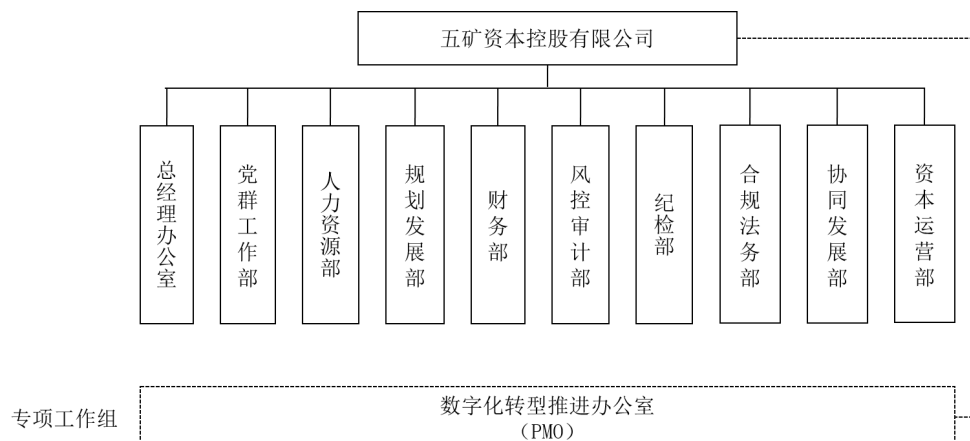 五矿资本控股有限公司
总经理办公室
党群工作部
人力资源部
规划发展部
财务部
风控审计部
纪检部
合规法务部
协同发展部
资本运营部
专项工作组
数字化转型推进办公室
（PMO）